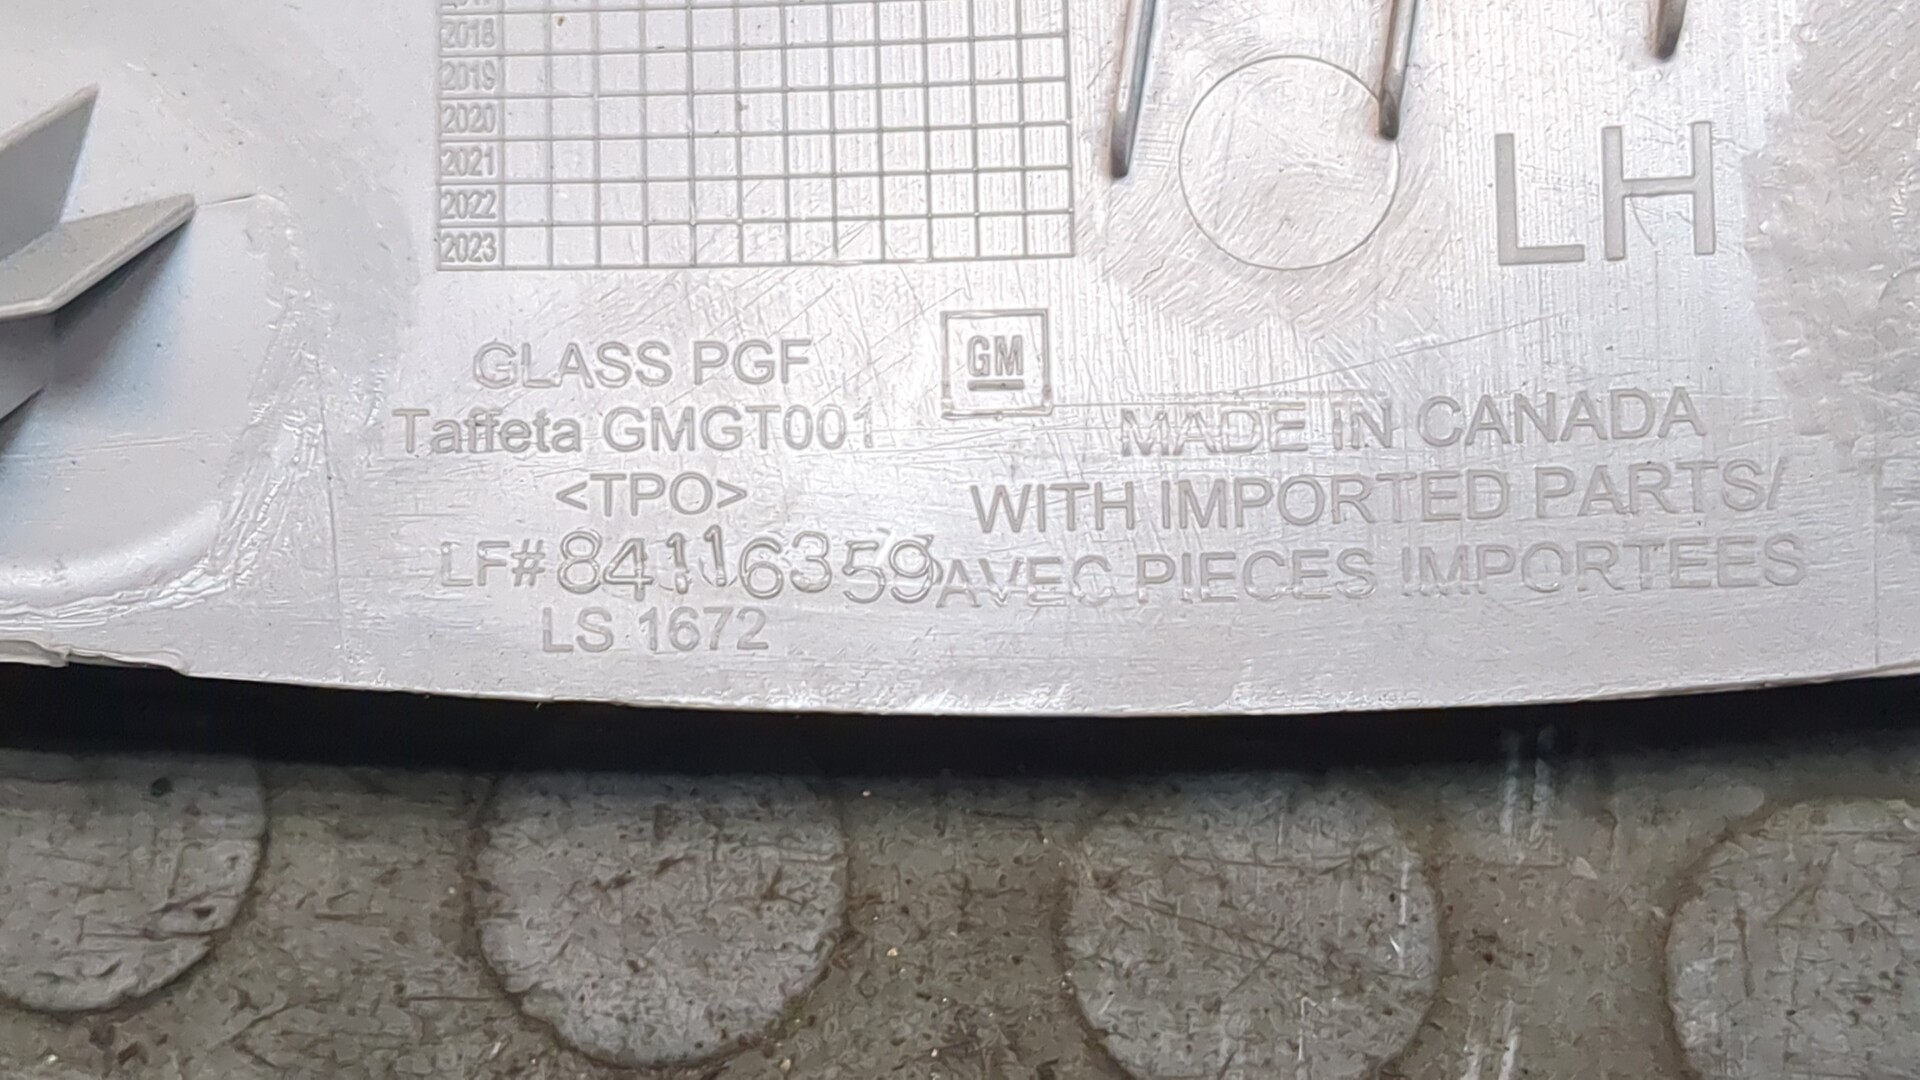 2018
2019
2020
2021
2022
2023
LH
GLASS PGF
Taffeta GMGT001
<TPO>
LF# 84116359
LS 1672
GM
MADE IN CANADA
WITH IMPORTED PARTS/
AVEC PIECES IMPORTEES